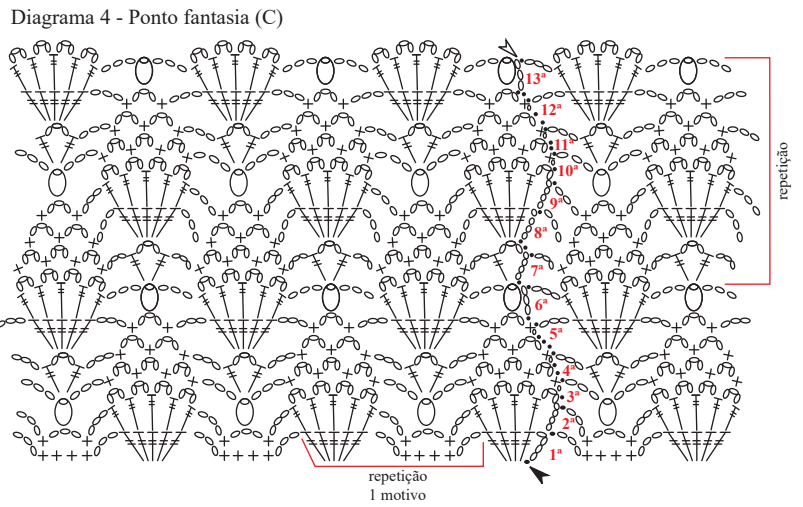 Diagrama 4 - Ponto fantasia (C)
13ª
12ª
11ª
10ª
9ª
8ª
7ª
6ª
5ª
4ª
3ª
2ª
1ª
repetição
repetição
1 motivo